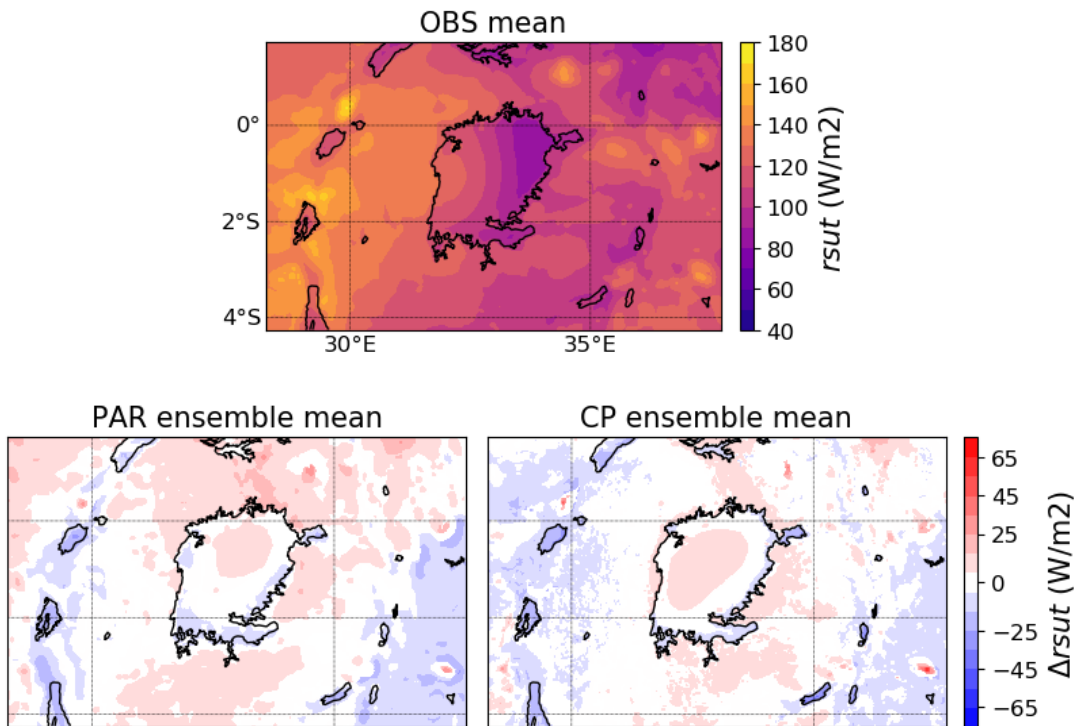 OBS mean
0°
2°S
4°S
30°E
35°E
180
160
140
120
100
80
60
40
rsut (W/m2)
PAR ensemble mean
CP ensemble mean
65
45
25
0
−25
−45
−65
Δrsut (W/m2)